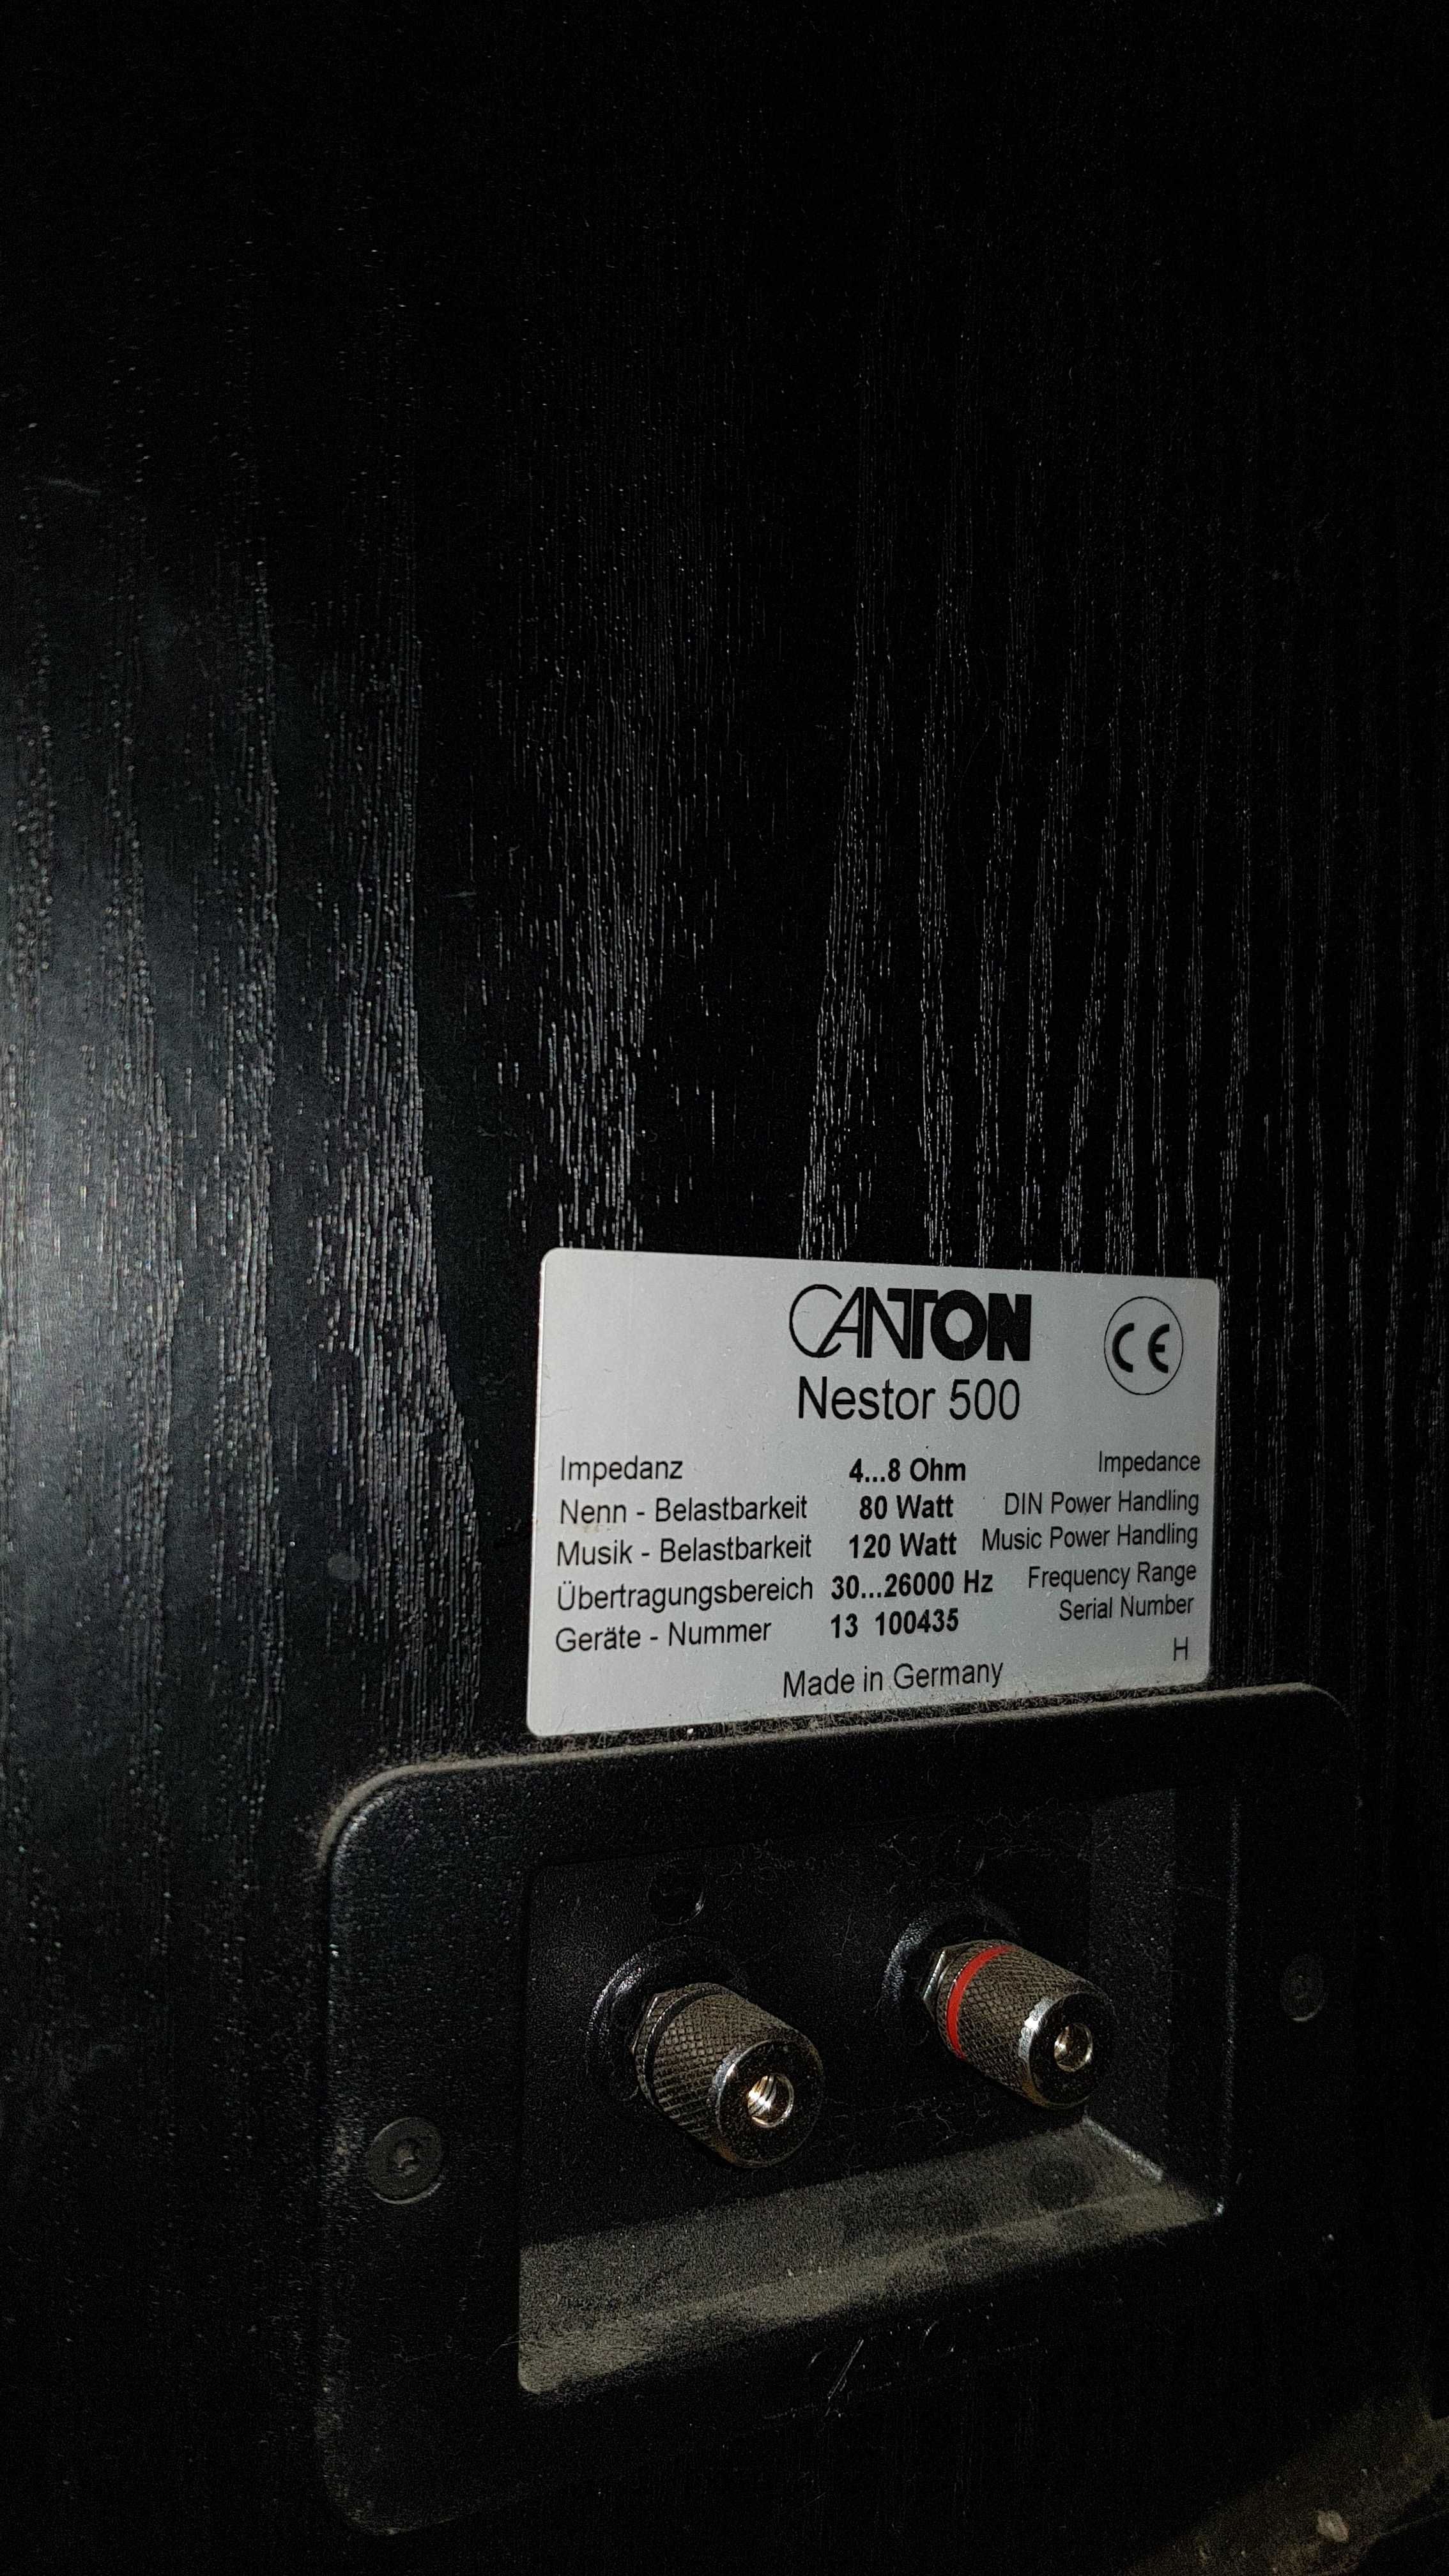 CANTON
CE
Nestor 500
Impedanz 4...8 Ohm Impedance
Nenn - Belastbarkeit 80 Watt DIN Power Handling
Musik - Belastbarkeit 120 Watt Music Power Handling
Übertragungsbereich 30...26000 Hz Frequency Range
Geräte - Nummer 13 100435 Serial Number
H
Made in Germany